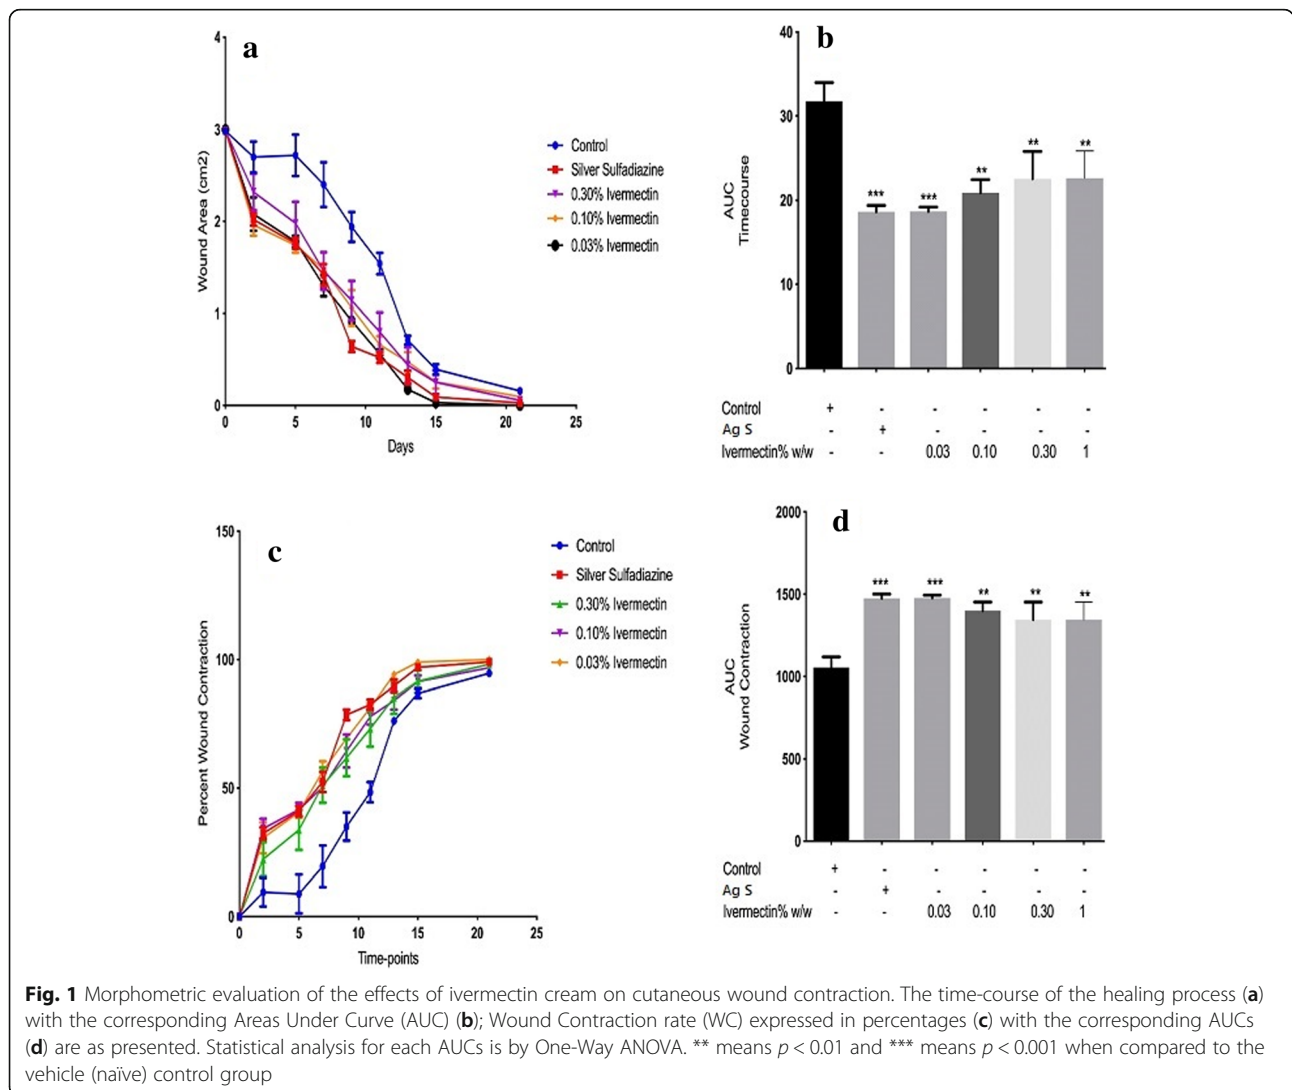 a
4
3
2
1
0
Wound Area (cm2)
0 5 10 15 20 25
Days
Control
Silver Sulfadiazine
0.30% Ivermectin
0.10% Ivermectin
0.03% Ivermectin
b
40
30
20
10
0
AUC
Timecourse
*** *** ** ** **
Control + - - - - -
Ag S - + - - - -
Ivermectin% w/w - - 0.03 0.10 0.30 1
c
150
100
50
0
Percent Wound Contraction
0 5 10 15 20 25
Time-points
Control
Silver Sulfadiazine
0.30% Ivermectin
0.10% Ivermectin
0.03% Ivermectin
d
2000
1500
1000
500
0
AUC
Wound Contraction
*** *** ** ** **
Control + - - - - -
Ag S - + - - - -
Ivermectin% w/w - - 0.03 0.10 0.30 1
Fig. 1 Morphometric evaluation of the effects of ivermectin cream on cutaneous wound contraction. The time-course of the healing process (a)
with the corresponding Areas Under Curve (AUC) (b); Wound Contraction rate (WC) expressed in percentages (c) with the corresponding AUCs
(d) are as presented. Statistical analysis for each AUCs is by One-Way ANOVA. ** means p < 0.01 and *** means p < 0.001 when compared to the
vehicle (naïve) control group